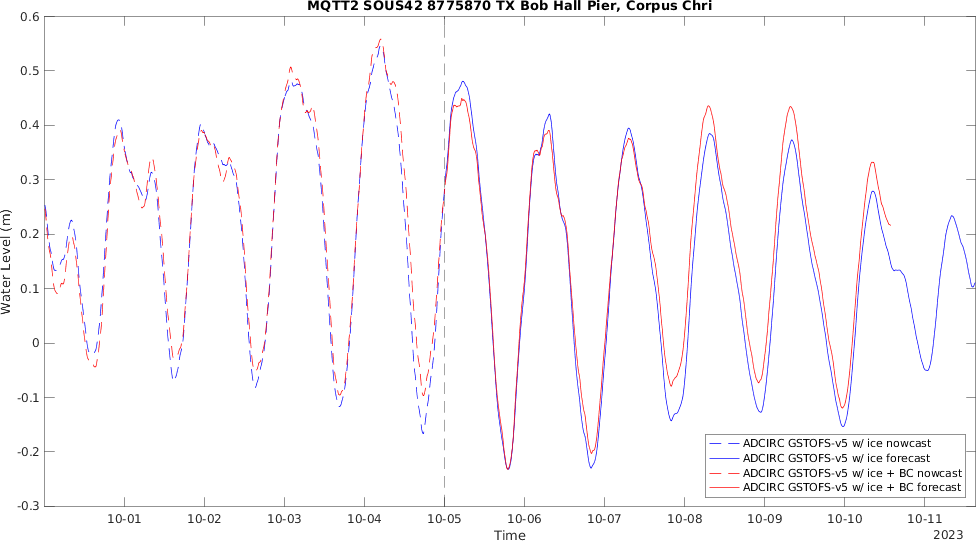 MQTT2 SOUS42 8775870 TX Bob Hall Pier, Corpus Chri
0.6
0.5
0.4
0.3
0.2
0.1
0
-0.1
-0.2
-0.3
Water Level (m)
ADCIRC GSTOFS-v5 w/ ice nowcast
ADCIRC GSTOFS-v5 w/ ice forecast
ADCIRC GSTOFS-v5 w/ ice + BC nowcast
ADCIRC GSTOFS-v5 w/ ice + BC forecast
10-01 10-02 10-03 10-04 10-05 10-06 10-07 10-08 10-09 10-10 10-11
Time
2023